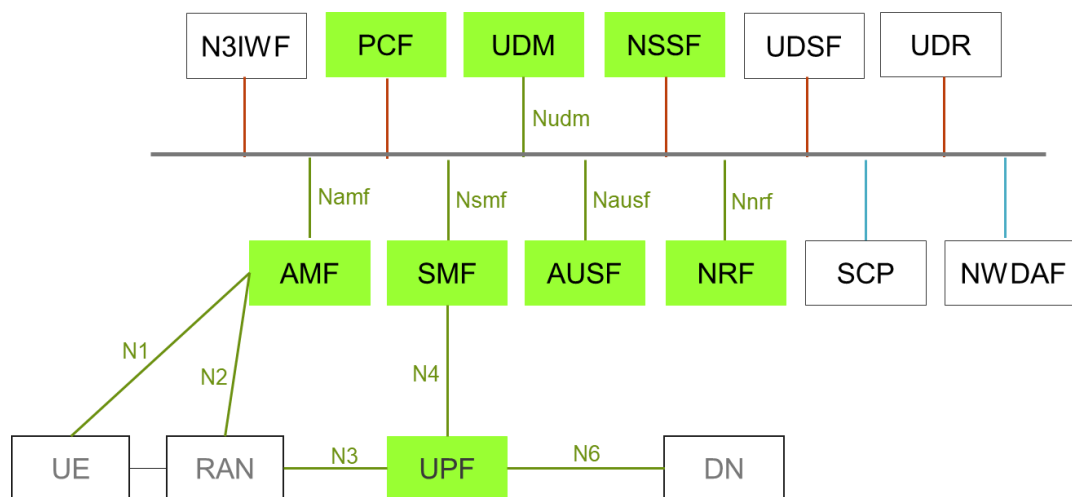 N3IWF
PCF
UDM
NSSF
UDSF
UDR
Nudm
Namf
Nsmf
Nausf
Nnrf
AMF
SMF
AUSF
NRF
SCP
NWDAF
N1
N2
N4
UE
RAN
N3
UPF
N6
DN